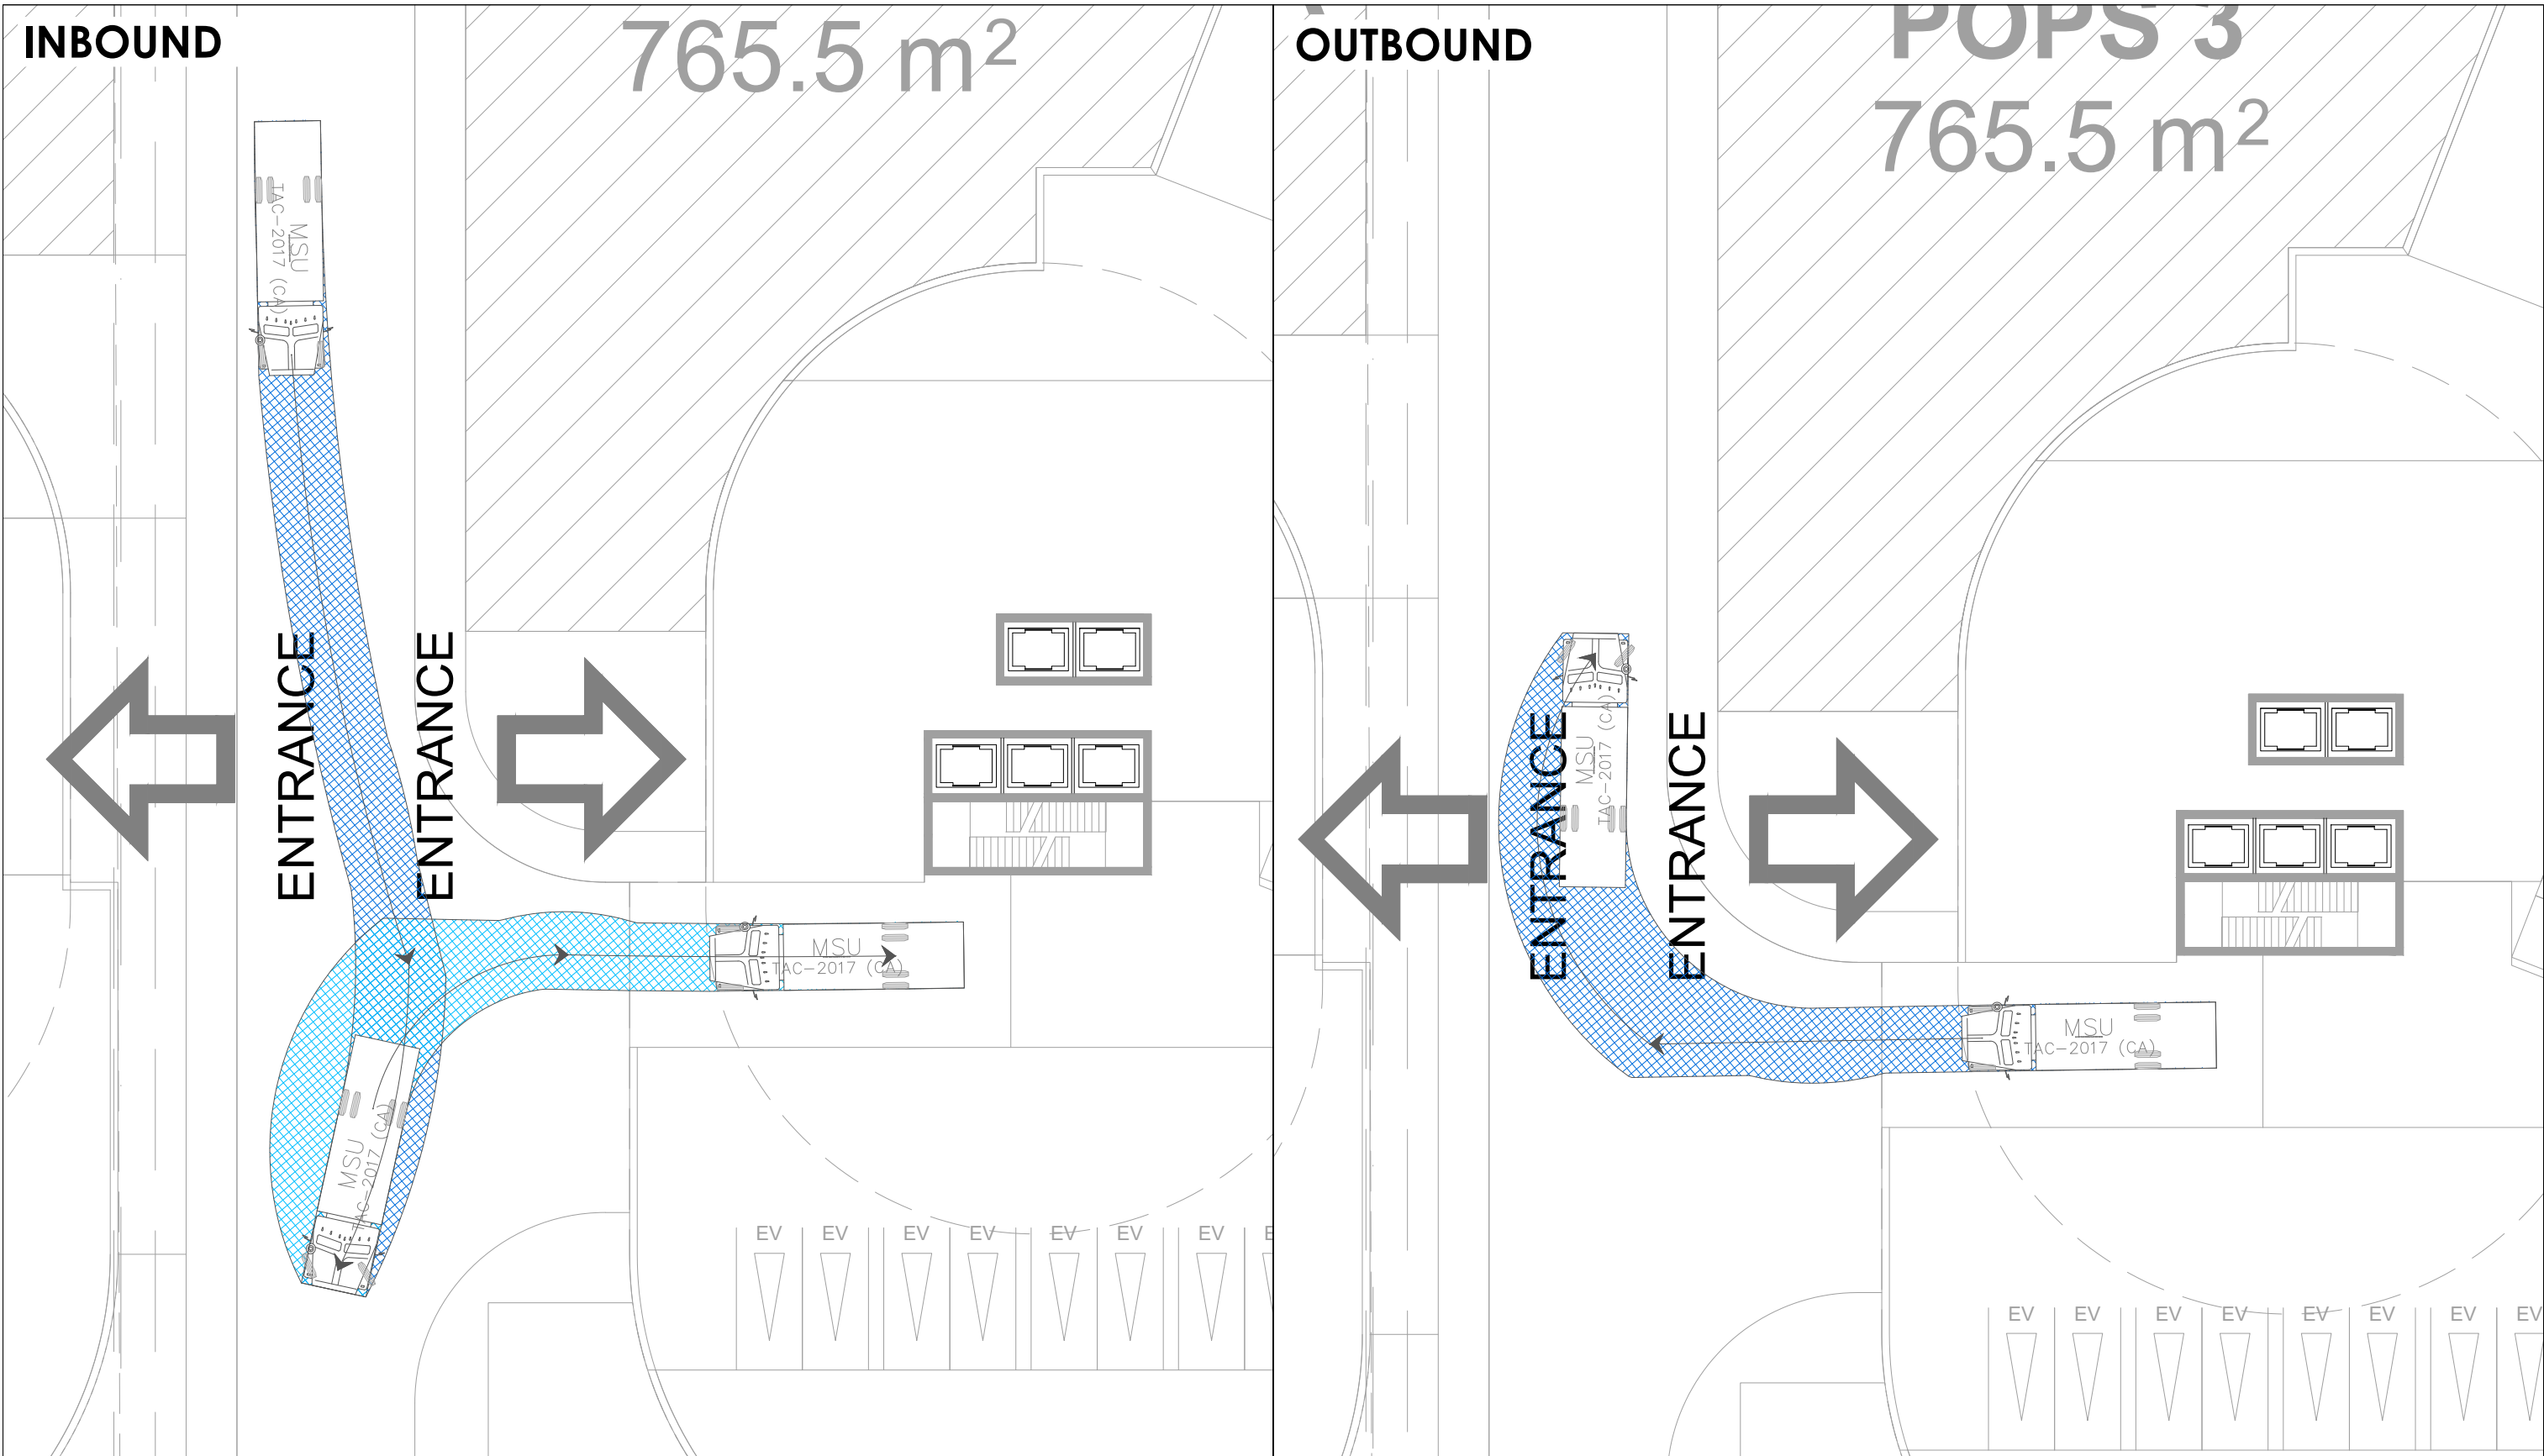 INBOUND
765.5 m²
MSU
TAC-2017 (CA)
ENTRANCE
ENTRANCE
MSU
TAC-2017 (CA)
MSU
TAC-2017 (CA)
EV EV EV EV EV EV EV
OUTBOUND
POPS 3
765.5 m²
MSU
TAC-2017 (CA)
ENTRANCE
ENTRANCE
MSU
TAC-2017 (CA)
EV EV EV EV EV EV EV EV